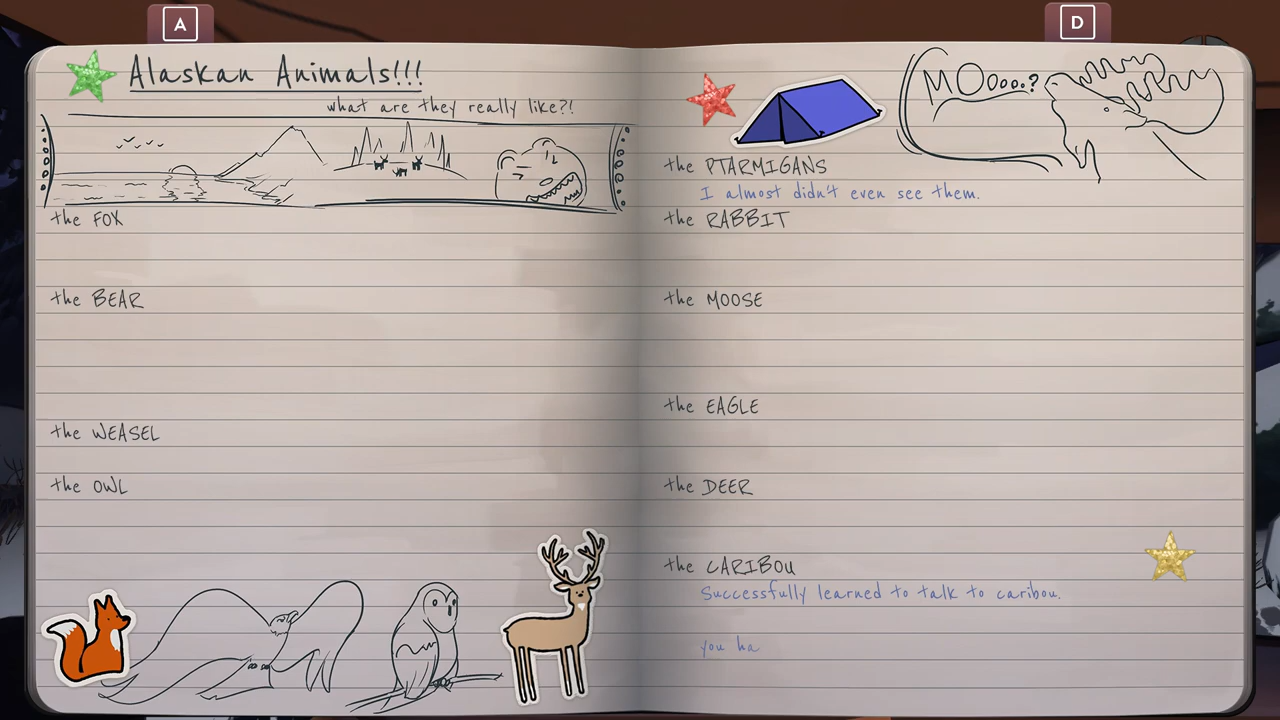 A
D
Alaskan Animals!!!
what are they really like?!
the FOX
the BEAR
the WEASEL
the OWL
MOoooo.?
the PTARMIGANS
I almost didn't even see them.
the RABBIT
the MOOSE
the EAGLE
the DEER
the CARIBOU
Successfully learned to talk to caribou.
you ha